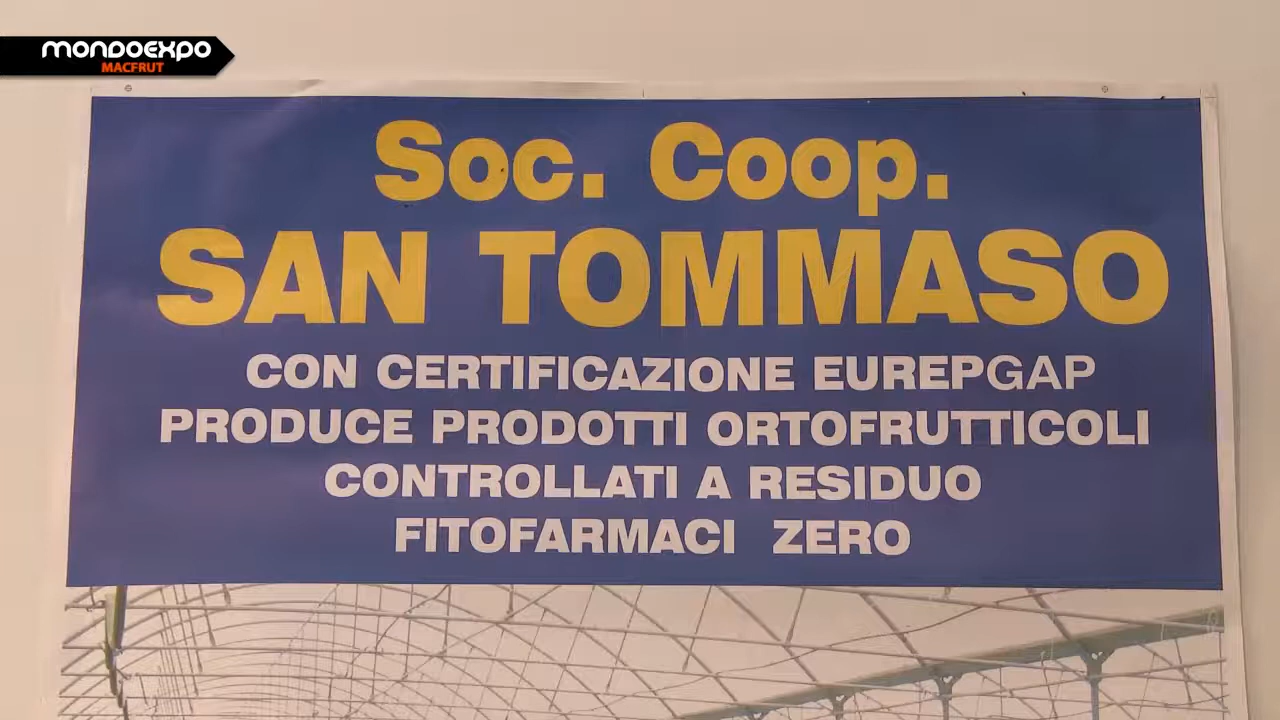 MONDOEXPO
MACFRUT
Soc. Coop.
SAN TOMMASO
CON CERTIFICAZIONE EUREPGAP
PRODUCE PRODOTTI ORTOFRUTTICOLI
CONTROLLATI A RESIDUO
FITOFARMACI ZERO